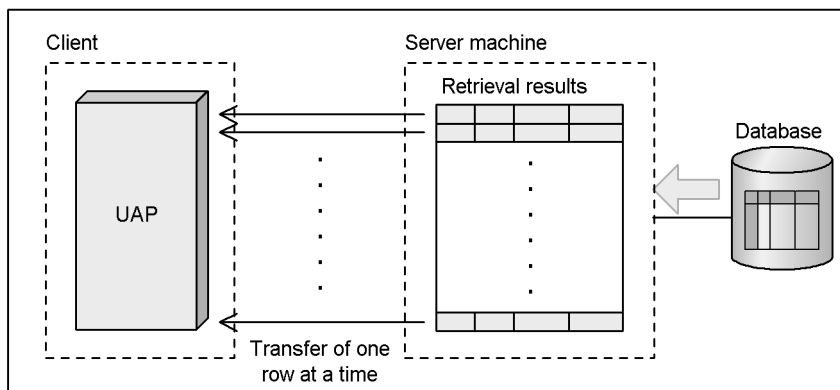 Client
Server machine
Retrieval results
Database
UAP
Transfer of one
row at a time